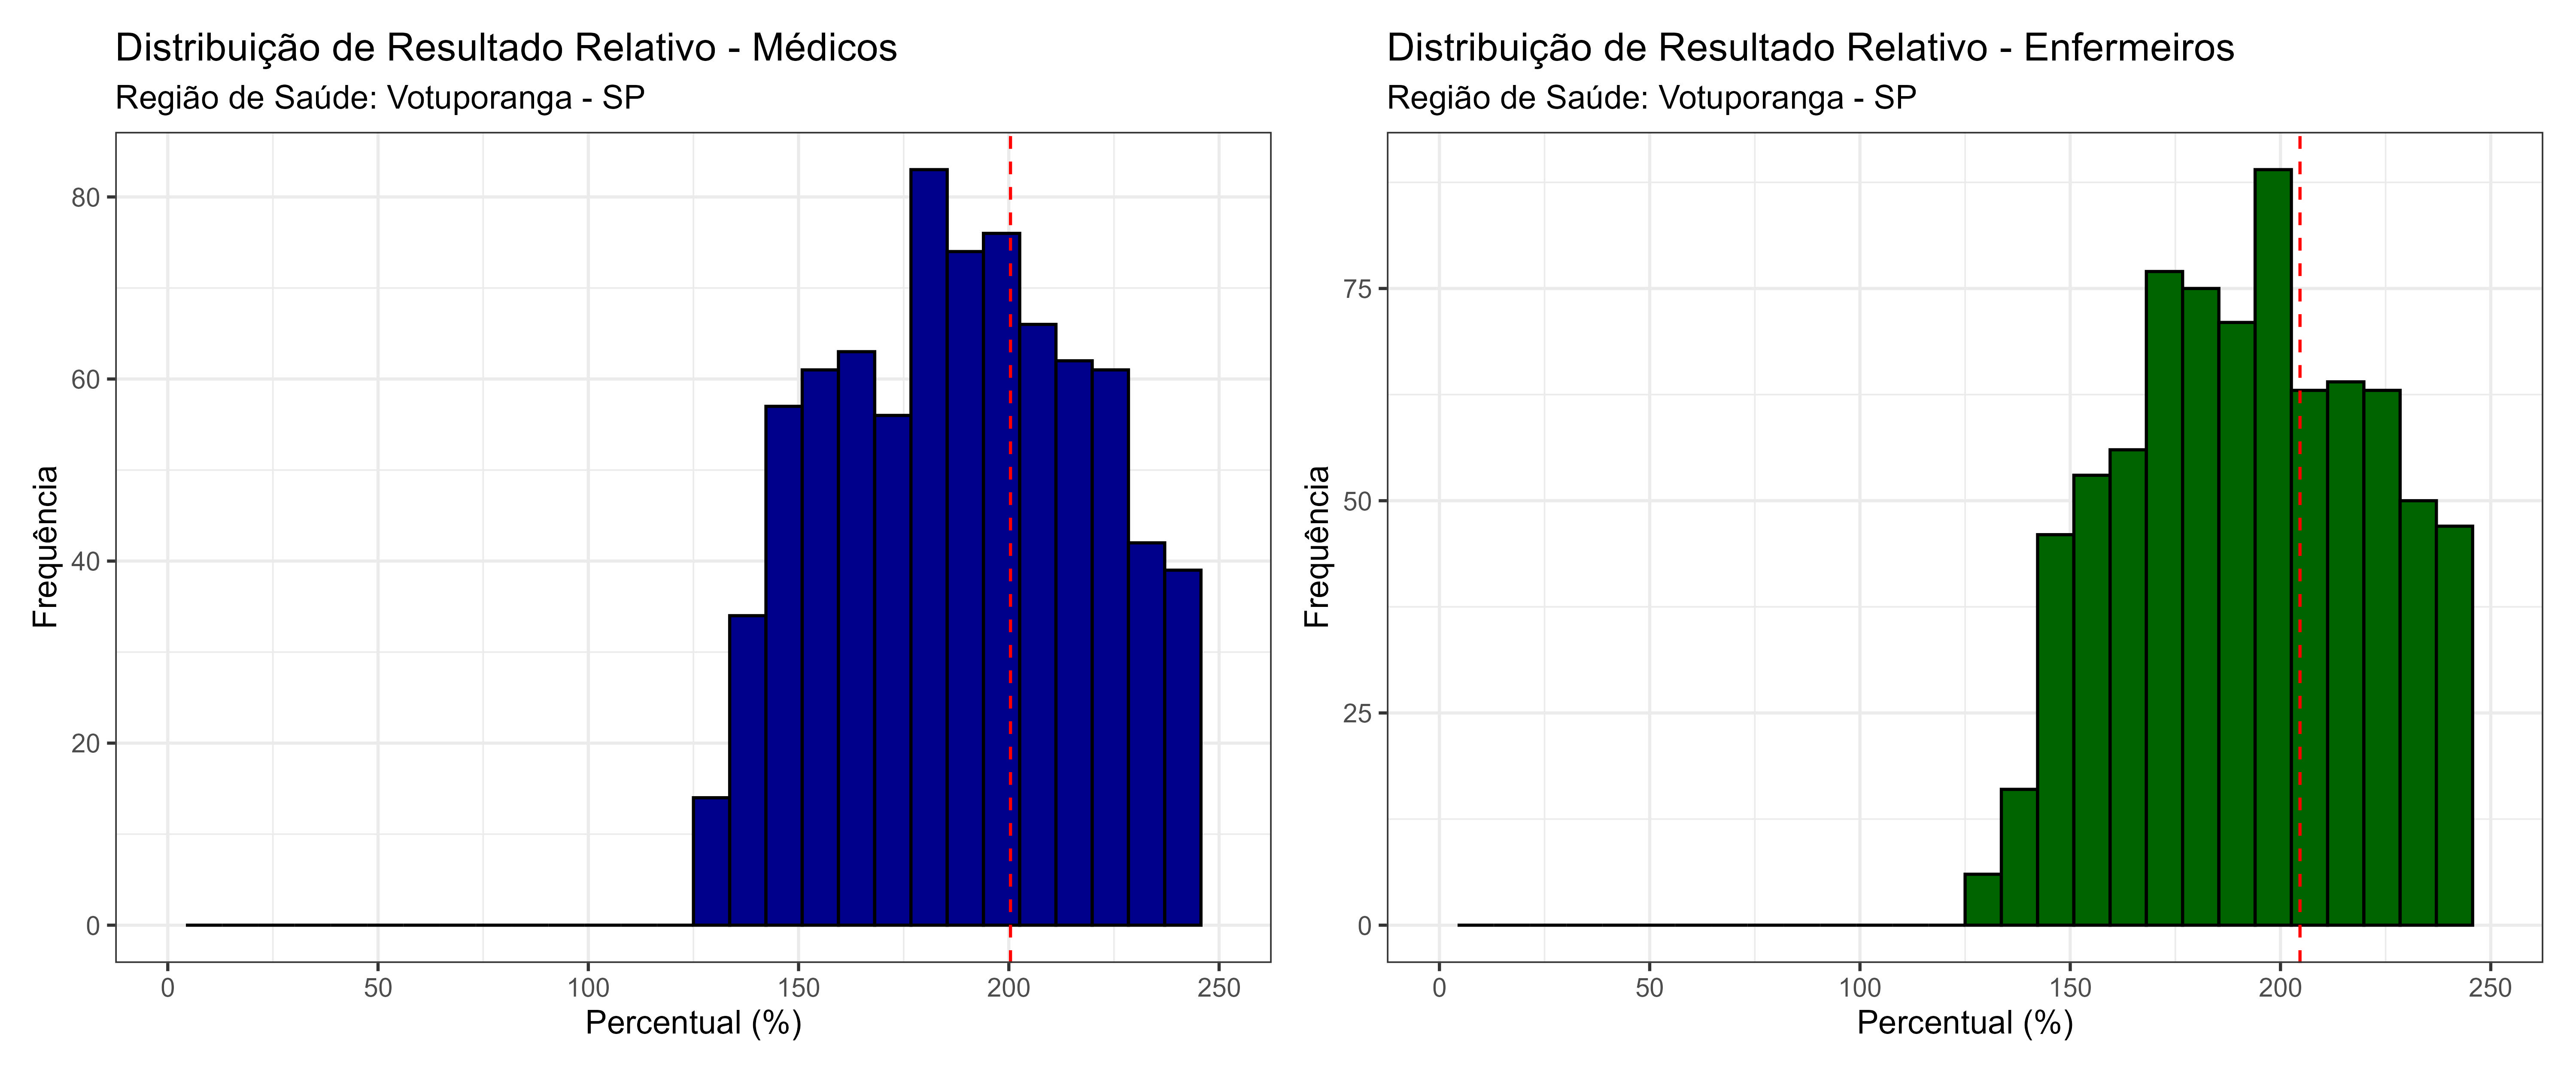 Distribuição de Resultado Relativo - Médicos
Região de Saúde: Votuporanga - SP
Frequência
80
60
40
20
0
0 50 100 150 200 250
Percentual (%)
Distribuição de Resultado Relativo - Enfermeiros
Região de Saúde: Votuporanga - SP
Frequência
75
50
25
0
0 50 100 150 200 250
Percentual (%)